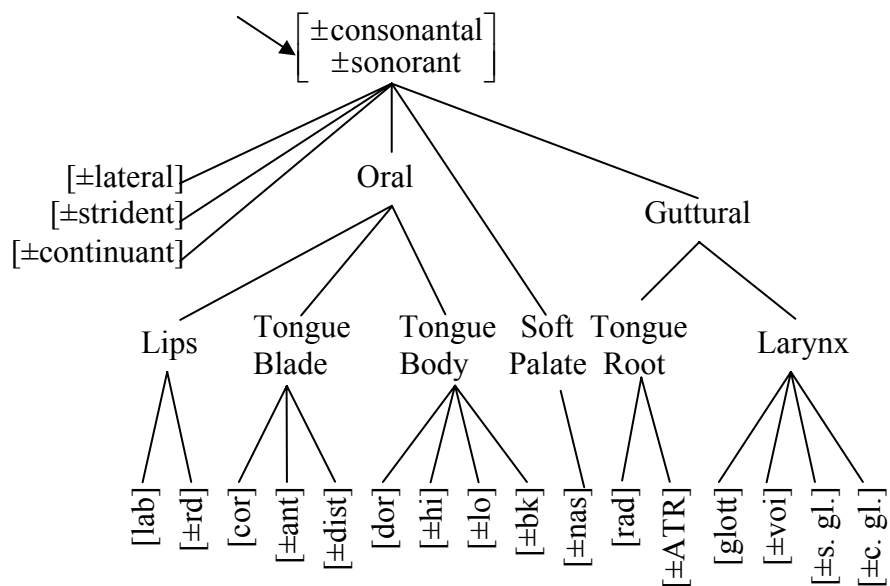 ±consonantal
±sonorant
[±lateral]
[±strident]
[±continuant]
Oral
Guttural
Lips
Tongue
Blade
Tongue
Body
Soft
Palate
Tongue
Root
Larynx
[lab]
[±rd]
[cor]
[±ant]
[±dist]
[dor]
[±hi]
[±lo]
[±bk]
[±nas]
[rad]
[±ATR]
[glott]
[±voi]
[±s. gl.]
[±c. gl.]